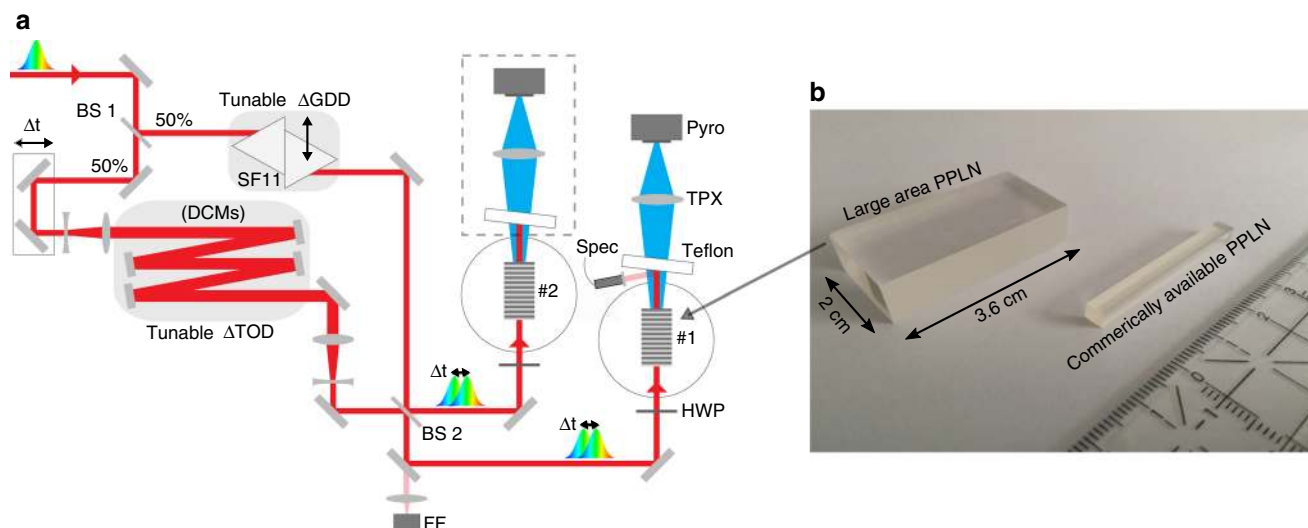 a
BS 1
50%
Tunable ΔGDD
SF11
Δt
50%
(DCMs)
Tunable ΔTOD
Δt
BS 2
#2
Δt
Pyro
TPX
Spec
Teflon
#1
HWP
b
Large area PPLN
2 cm
3.6 cm
Commerically available PPLN